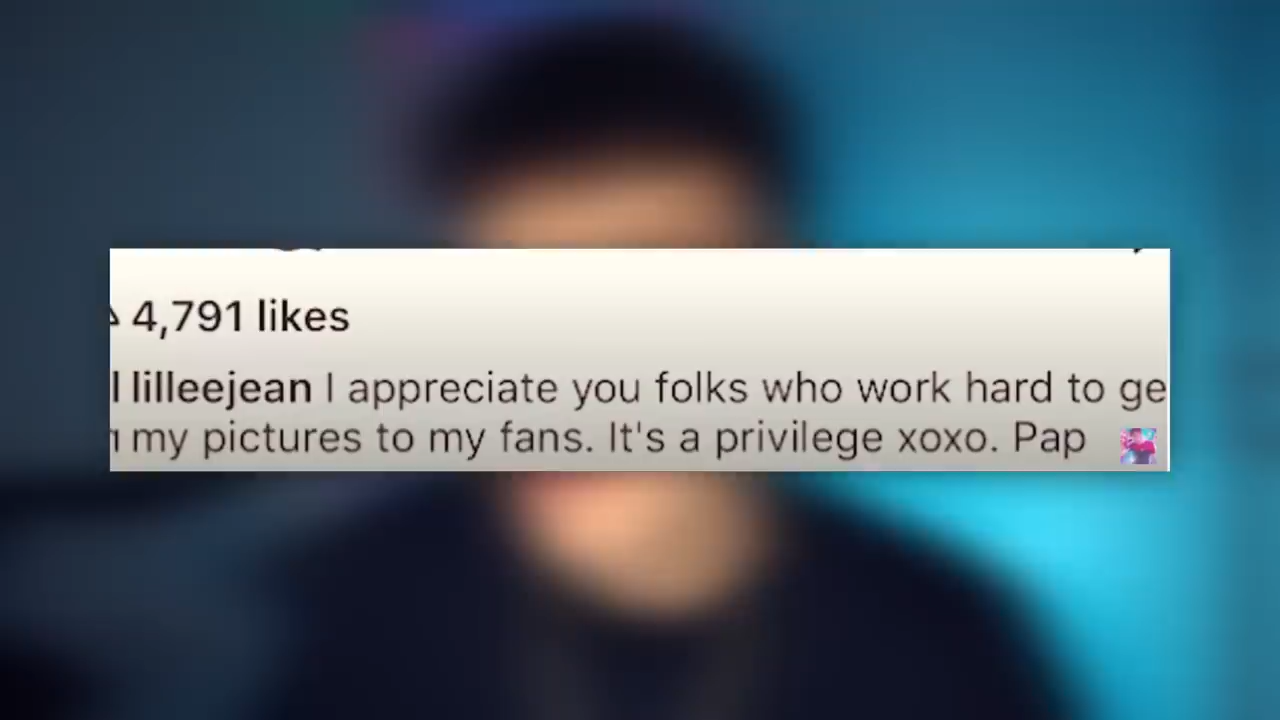 4,791 likes
lilleejean I appreciate you folks who work hard to ge
my pictures to my fans. It's a privilege xoxo. Pap